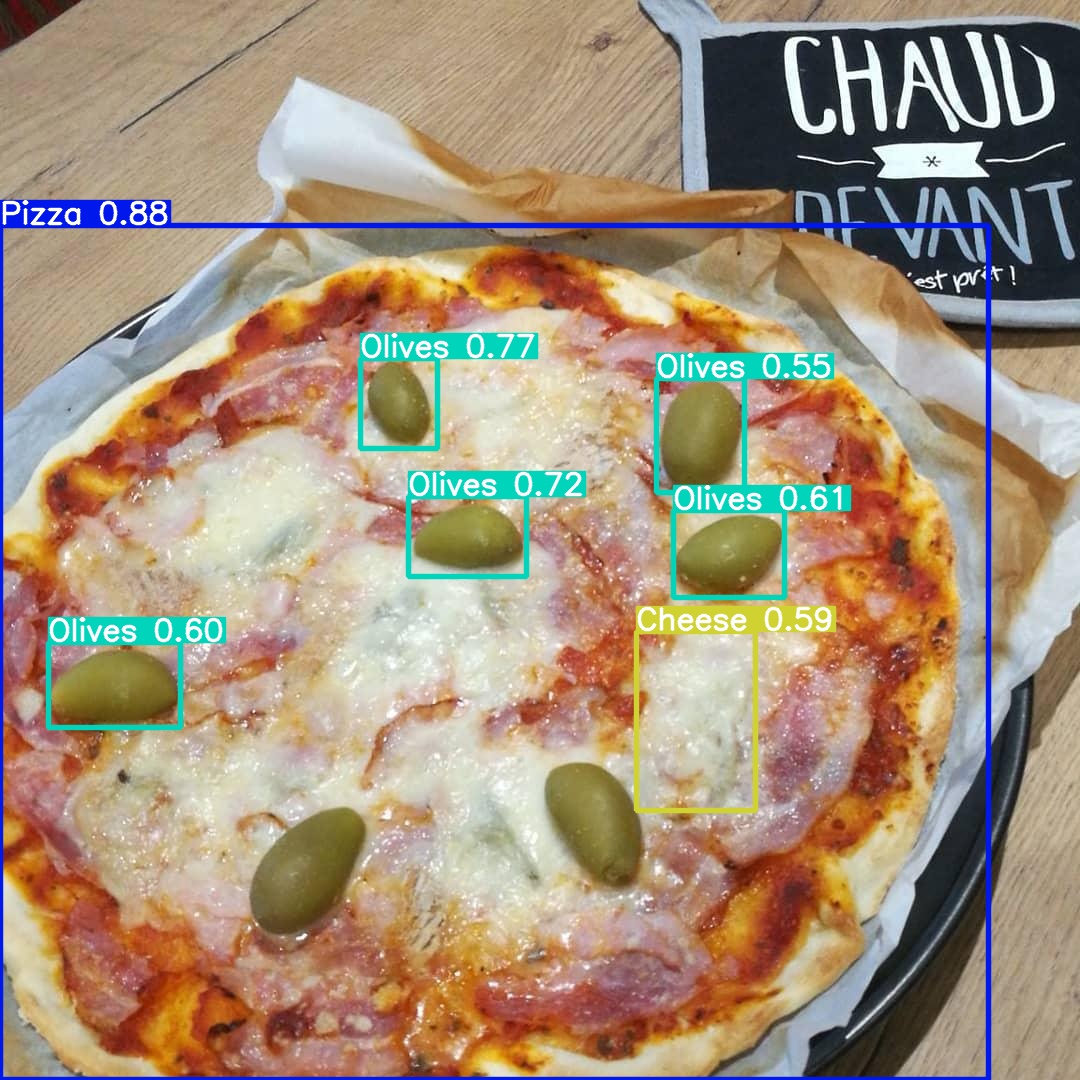 CHAUD
DEVANT
est prêt !
Pizza 0.88
Olives 0.77
Olives 0.55
Olives 0.72
Olives 0.61
Olives 0.60
Cheese 0.59